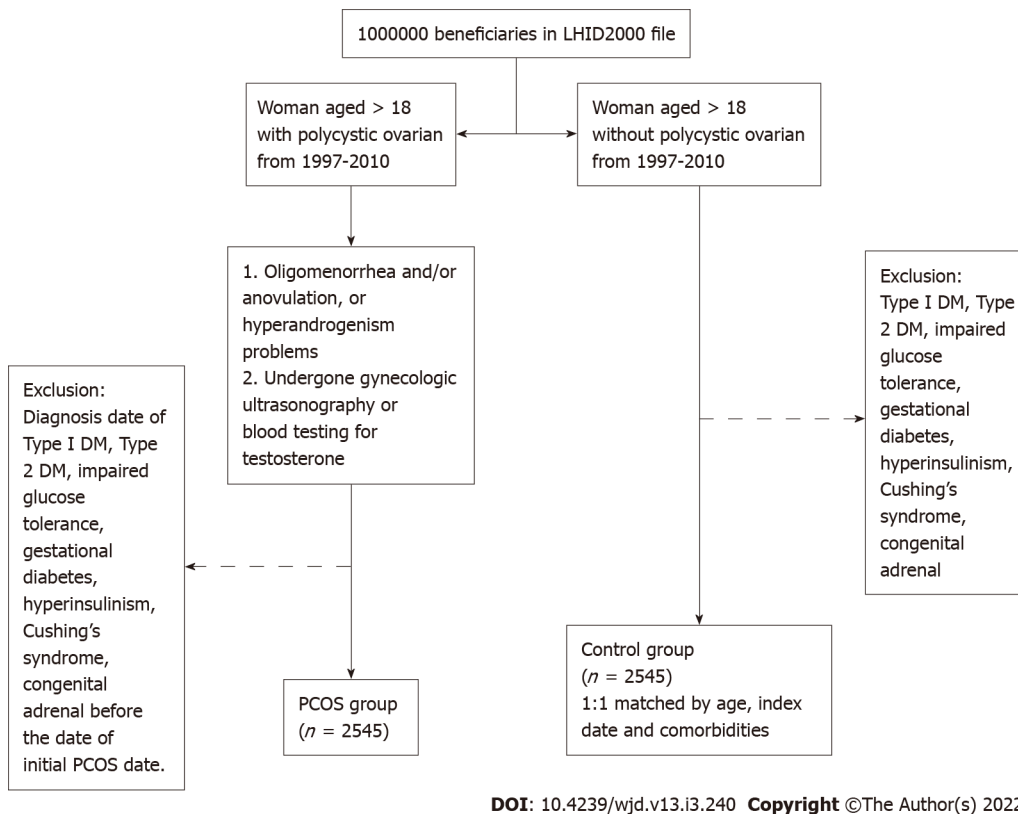 1000000 beneficiaries in LHID2000 file
Woman aged > 18
with polycystic ovarian
from 1997-2010
Woman aged > 18
without polycystic ovarian
from 1997-2010
1. Oligomenorrhea and/or
anovulation, or
hyperandrogenism
problems
2. Undergone gynecologic
ultrasonography or
blood testing for
testosterone
Exclusion:
Type I DM, Type
2 DM, impaired
glucose
tolerance,
gestational
diabetes,
hyperinsulinism,
Cushing's
syndrome,
congenital
adrenal
Exclusion:
Diagnosis date of
Type I DM, Type
2 DM, impaired
glucose
tolerance,
gestational
diabetes,
hyperinsulinism,
Cushing's
syndrome,
congenital
adrenal before
the date of
initial PCOS date.
PCOS group
(n = 2545)
Control group
(n = 2545)
1:1 matched by age, index
date and comorbidities
DOI: 10.4239/wjd.v13.i3.240 Copyright ©The Author(s) 2022